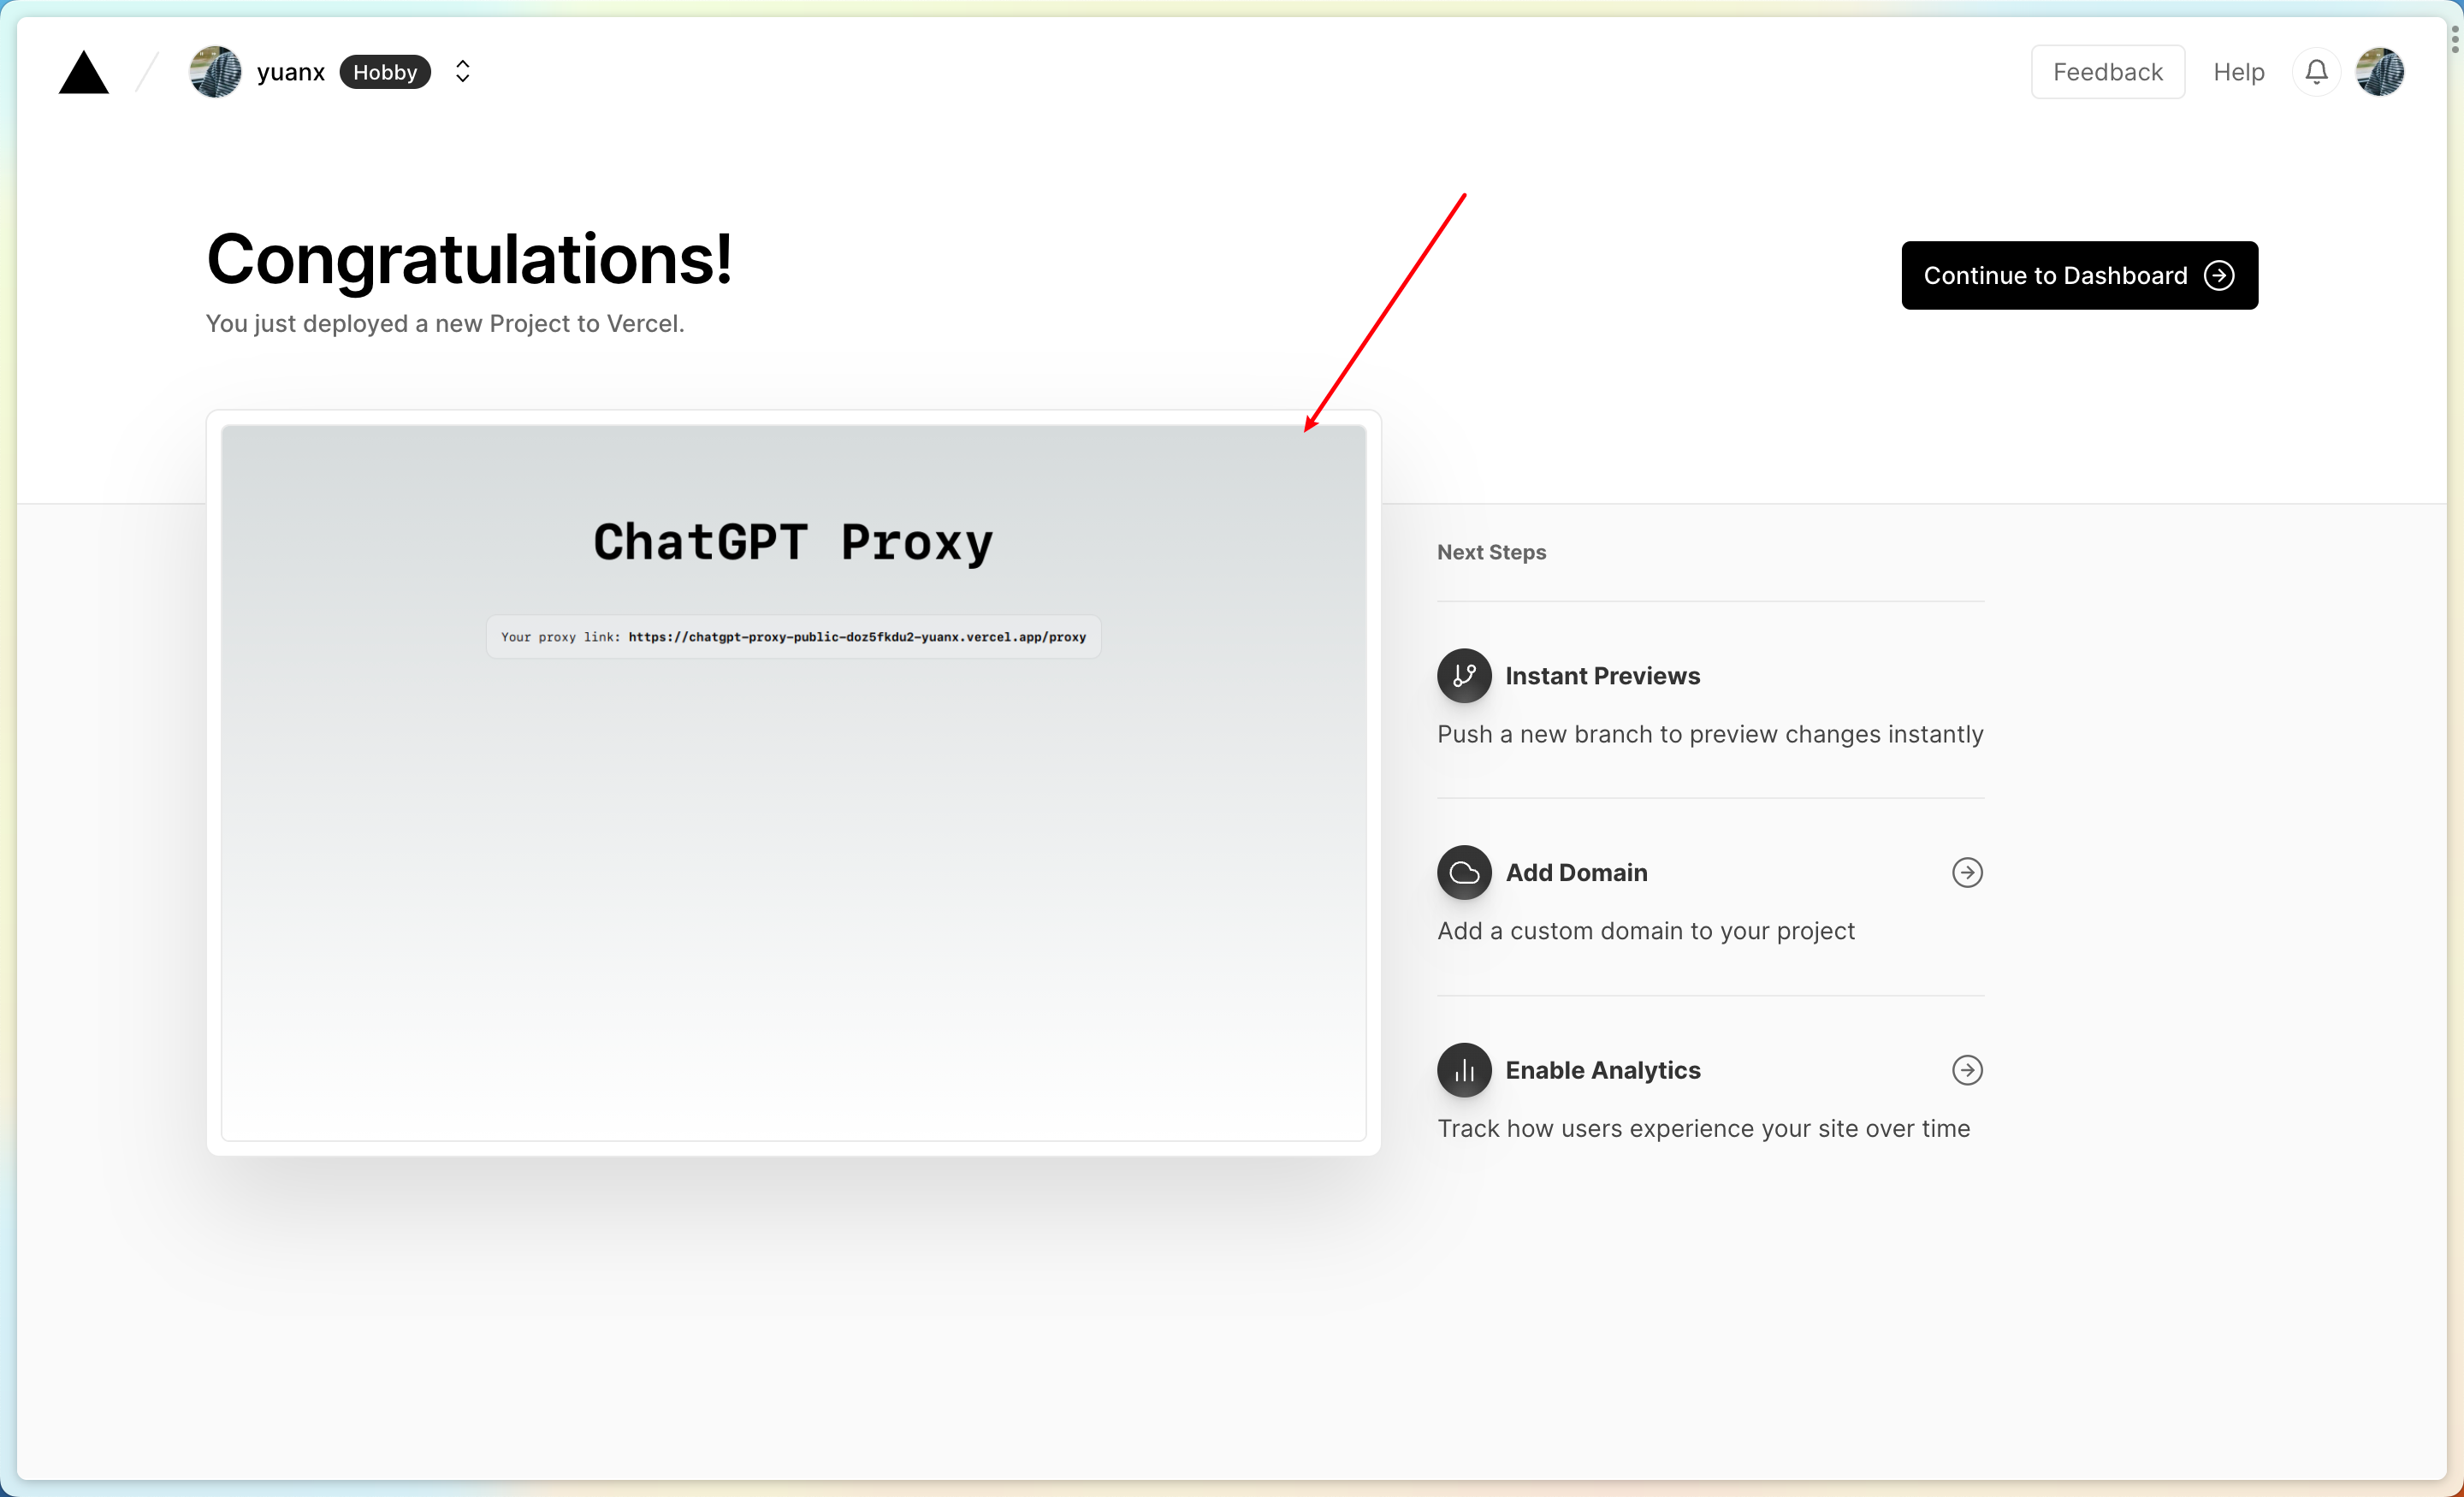 yuanx Hobby
Feedback Help
Congratulations!
You just deployed a new Project to Vercel.
Continue to Dashboard
ChatGPT Proxy
Your proxy link: https://chatgpt-proxy-public-doz5fkdu2-yuanx.vercel.app/proxy
Next Steps
Instant Previews
Push a new branch to preview changes instantly
Add Domain
Add a custom domain to your project
Enable Analytics
Track how users experience your site over time